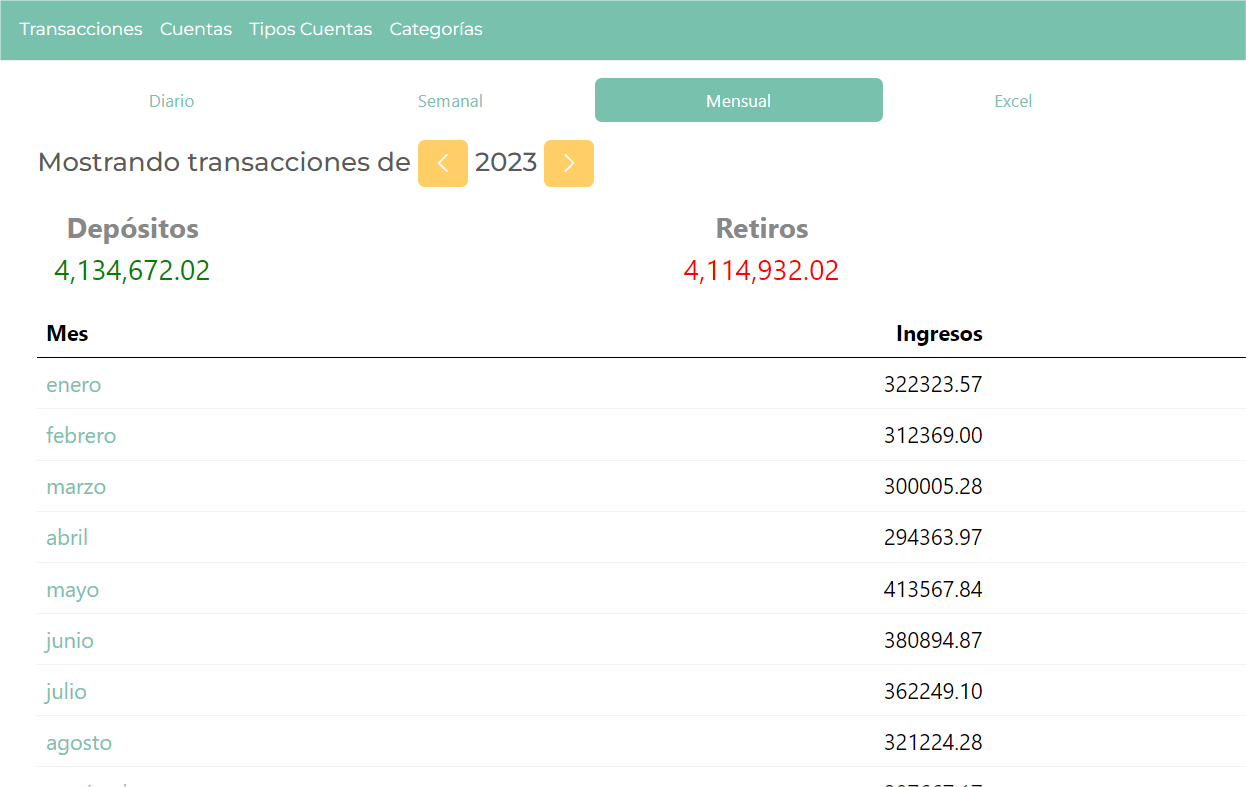 Transacciones Cuentas Tipos Cuentas Categorías
Diario Semanal Mensual Excel
Mostrando transacciones de 2023
Depósitos Retiros
4,134,672.02 4,114,932.02
Mes Ingresos
enero 322323.57
febrero 312369.00
marzo 300005.28
abril 294363.97
mayo 413567.84
junio 380894.87
julio 362249.10
agosto 321224.28